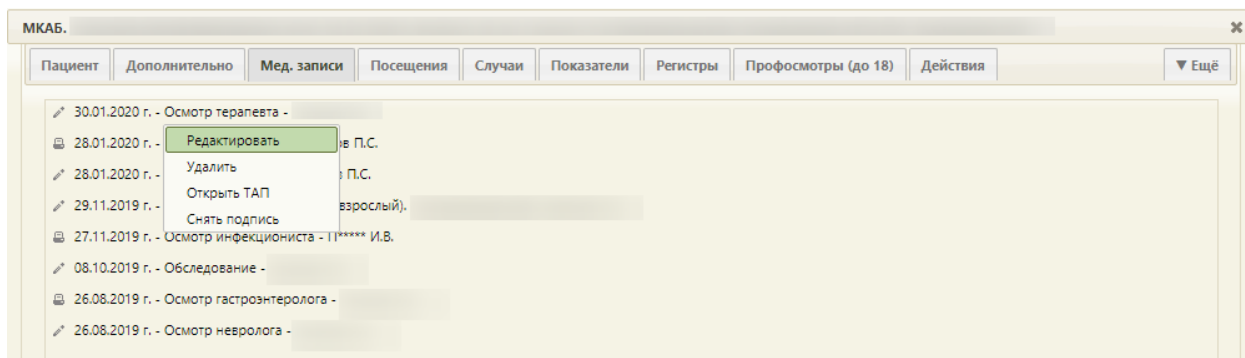 МКАБ.
Пациент Дополнительно Мед. записи Посещения Случаи Показатели Регистры Профосмотры (до 18) Действия ▼ Ещё
30.01.2020 г. - Осмотр терапевта -
28.01.2020 г. - П.С.
28.01.2020 г. - П.С.
29.11.2019 г. -
27.11.2019 г. - Осмотр инфекциониста - П***** И.В.
08.10.2019 г. - Обследование -
26.08.2019 г. - Осмотр гастроэнтеролога -
26.08.2019 г. - Осмотр невролога -
Редактировать
Удалить
Открыть ТАП
Снять подпись